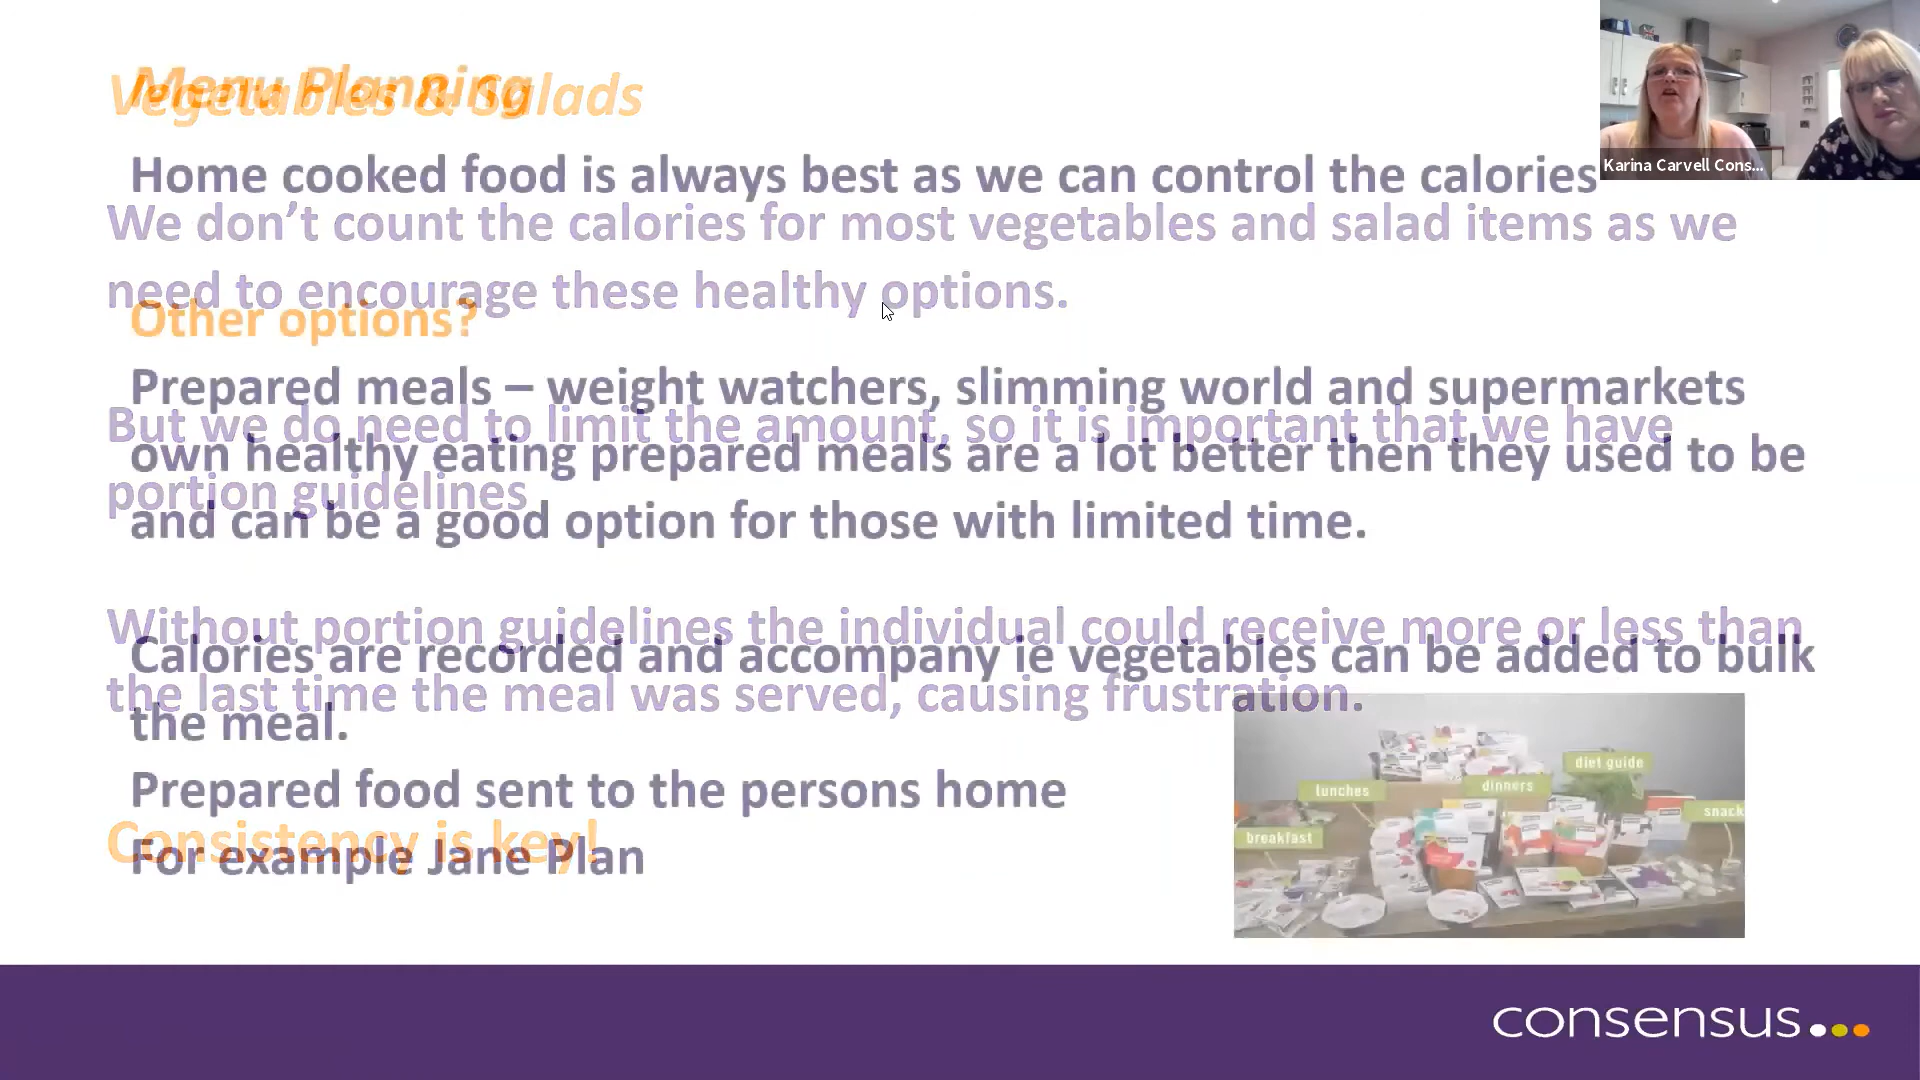 Menu Planning
Vegetables & Salads
Home cooked food is always best as we can control the calories
We don’t count the calories for most vegetables and salad items as we
need to encourage these healthy options.
Other options?
Prepared meals – weight watchers, slimming world and supermarkets
But we do need to limit the amount, so it is important that we have
own healthy eating prepared meals are a lot better then they used to be
portion guidelines
and can be a good option for those with limited time.
Without portion guidelines the individual could receive more or less than
Calories are recorded and accompany ie vegetables can be added to bulk
the last time the meal was served, causing frustration.
the meal.
Prepared food sent to the persons home
Consistency is key!
For example Jane Plan
diet guide
lunches
dinners
snack
breakfast
Karina Carvell Cons...
consensus